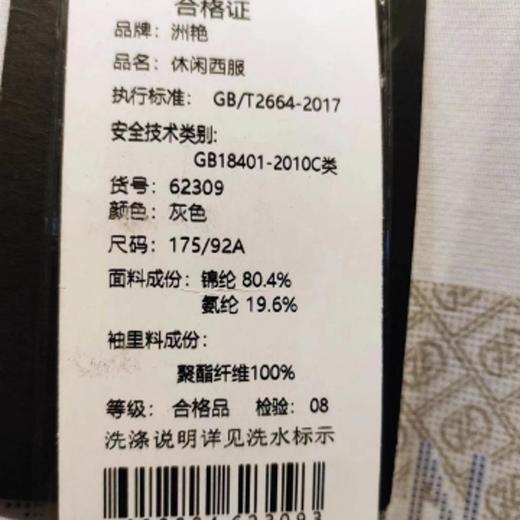 合格证
品牌：洲艳
品名：休闲西服
执行标准： GB/T2664-2017
安全技术类别:
GB18401-2010C类
货号：62309
颜色：灰色
尺码：175/92A
面料成份：锦纶 80.4%
氨纶 19.6%
袖里料成份：
聚酯纤维100%
等级： 合格品 检验：08
洗涤说明详见洗水标示